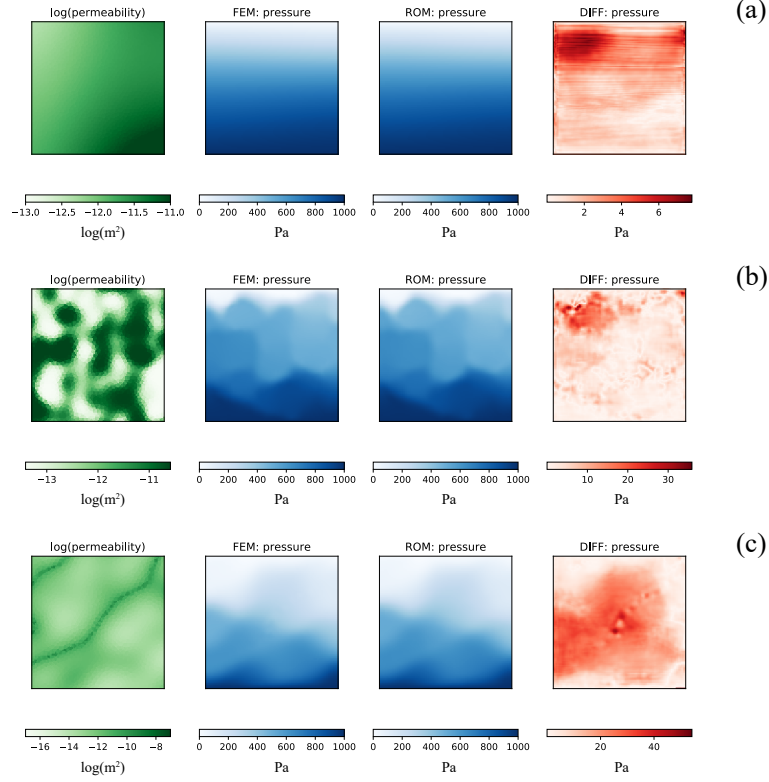 (a)
log(permeability) FEM: pressure ROM: pressure DIFF: pressure
−13.0 −12.5 −12.0 −11.5 −11.0 0 200 400 600 800 1000 0 200 400 600 800 1000 2 4 6
log(m²) Pa Pa Pa
(b)
log(permeability) FEM: pressure ROM: pressure DIFF: pressure
−13 −12 −11 0 200 400 600 800 1000 0 200 400 600 800 1000 10 20 30
log(m²) Pa Pa Pa
(c)
log(permeability) FEM: pressure ROM: pressure DIFF: pressure
−16 −14 −12 −10 −8 0 200 400 600 800 1000 0 200 400 600 800 1000 20 40
log(m²) Pa Pa Pa